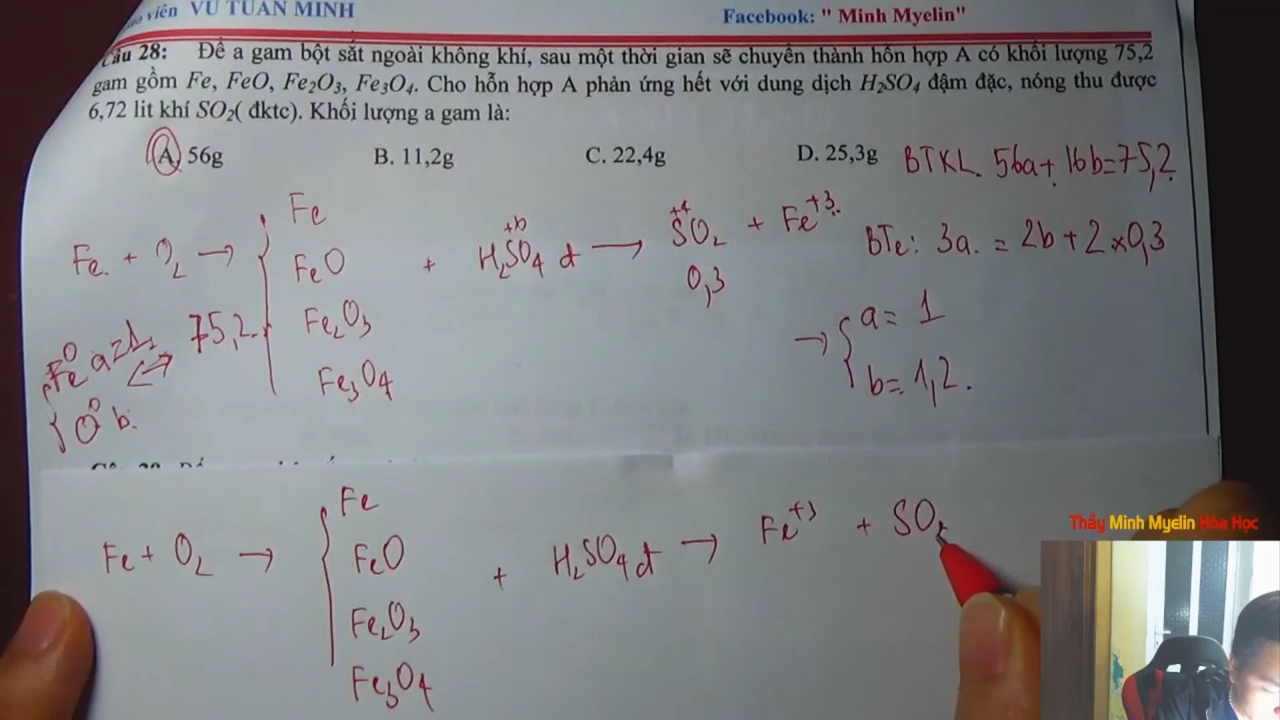 viên VŨ TUẤN MINH
Facebook: " Minh Myelin"
Câu 28: Để a gam bột sắt ngoài không khí, sau một thời gian sẽ chuyển thành hỗn hợp A có khối lượng 75,2
gam gồm Fe, FeO, Fe₂O₃, Fe₃O₄. Cho hỗn hợp A phản ứng hết với dung dịch H₂SO₄ đậm đặc, nóng thu được
6,72 lit khí SO₂( đktc). Khối lượng a gam là:
A. 56g B. 11,2g C. 22,4g D. 25,3g
BTKL. 56a + 16b = 75,2
Fe + O₂ → { Fe
FeO
Fe₂O₃
Fe₃O₄
75,2
+ H₂SO₄ đ → SO₂ + Fe⁺³
+6
+4
0,3
BTe: 3a = 2b + 2 × 0,3
→ { a = 1
b = 1,2.
{ Fe⁰ a = 1 ↔
O⁰ b.
Fe + O₂ → { Fe
FeO
Fe₂O₃
Fe₃O₄
+ H₂SO₄ đ → Fe⁺³ + SO₂
Thầy Minh Myelin Hóa Học